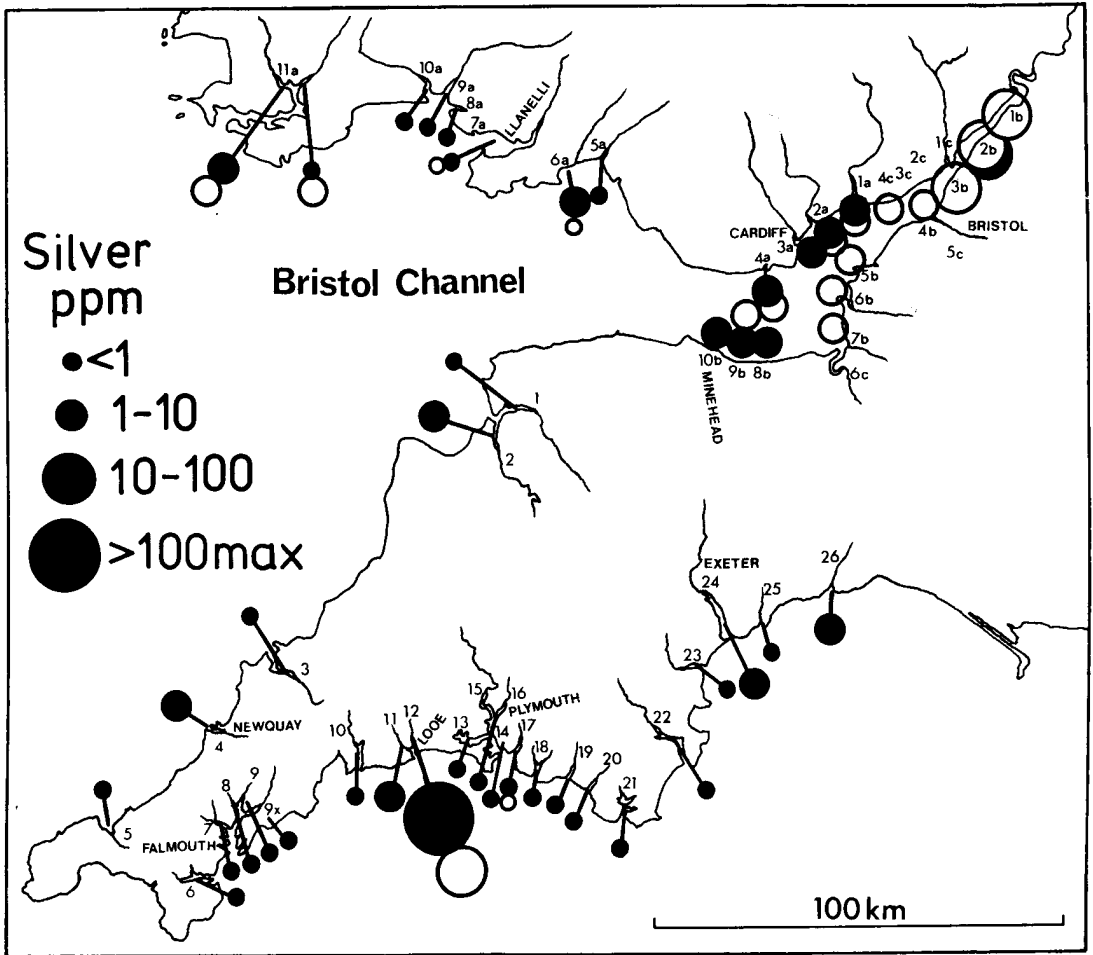 11a
10a
9a
8a
7a
LLANELLI
6a
5a
1c
1b
2c
2b
3c
4c
1a
3b
2a
CARDIFF
3a
4b
BRISTOL
5c
4a
5b
6b
7b
6c
10b
9b
8b
MINEHEAD
Silver
ppm
<1
1-10
10-100
>100max
Bristol Channel
1
2
3
NEWQUAY
4
5
FALMOUTH
6
7
8
9
9x
10
11
12
LOOE
13
14
15
16
PLYMOUTH
17
18
19
20
21
22
23
EXETER
24
25
26
100 km